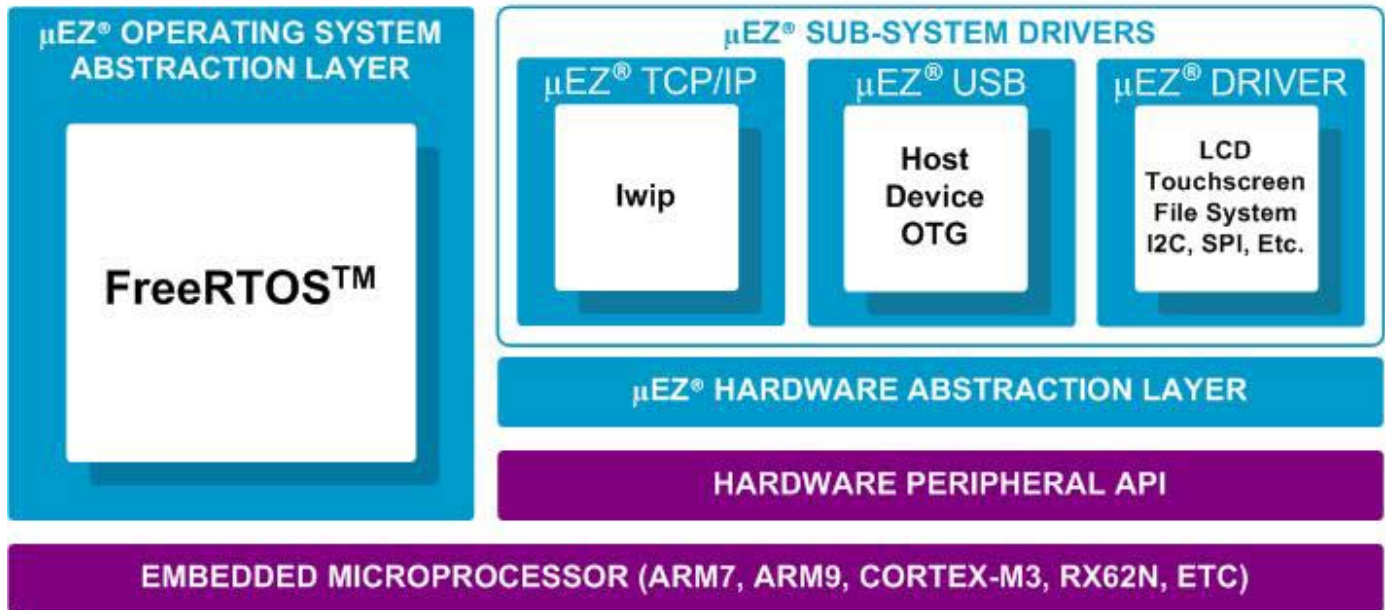 μEZ® OPERATING SYSTEM
ABSTRACTION LAYER
FreeRTOS™
μEZ® SUB-SYSTEM DRIVERS
μEZ® TCP/IP
lwip
μEZ® USB
Host
Device
OTG
μEZ® DRIVER
LCD
Touchscreen
File System
I2C, SPI, Etc.
μEZ® HARDWARE ABSTRACTION LAYER
HARDWARE PERIPHERAL API
EMBEDDED MICROPROCESSOR (ARM7, ARM9, CORTEX-M3, RX62N, ETC)